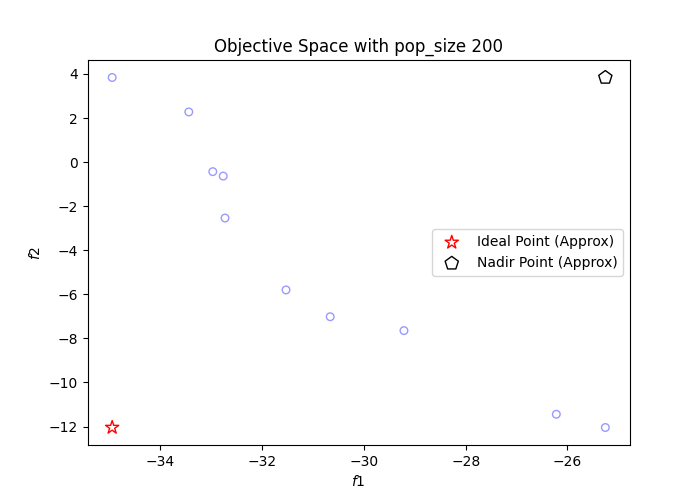 Objective Space with pop_size 200
4
2
0
−2
−4
−6
−8
−10
−12
f2
Ideal Point (Approx)
Nadir Point (Approx)
−34
−32
−30
−28
−26
f1